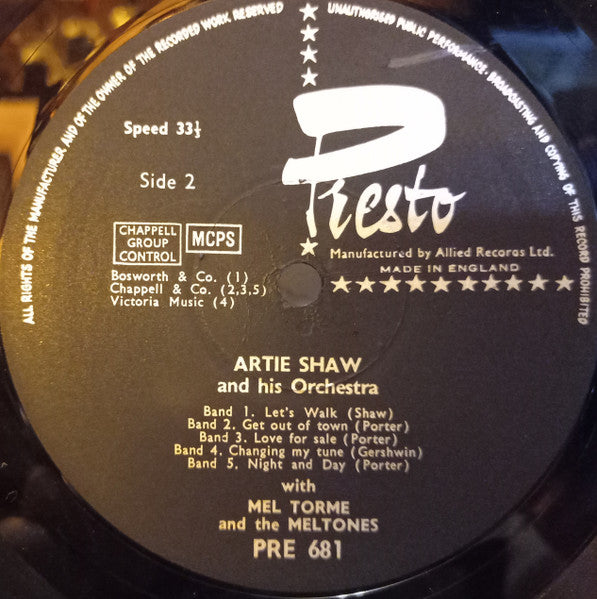 ALL RIGHTS OF THE MANUFACTURER AND OF THE OWNER OF THE RECORDED WORK, RESERVED
UNAUTHORISED PUBLIC PERFORMANCE, BROADCASTING AND COPYING OF THIS RECORD PROHIBITED
Speed 33⅓
Side 2
Presto
CHAPPELL
GROUP
CONTROL
MCPS
Manufactured by Allied Records Ltd.
MADE IN ENGLAND
Bosworth & Co. (1)
Chappell & Co. (2,3,5)
Victoria Music (4)
ARTIE SHAW
and his Orchestra
Band 1. Let's Walk (Shaw)
Band 2. Get out of town (Porter)
Band 3. Love for sale (Porter)
Band 4. Changing my tune (Gershwin)
Band 5. Night and Day (Porter)
with
MEL TORME
and the MELTONES
PRE 681